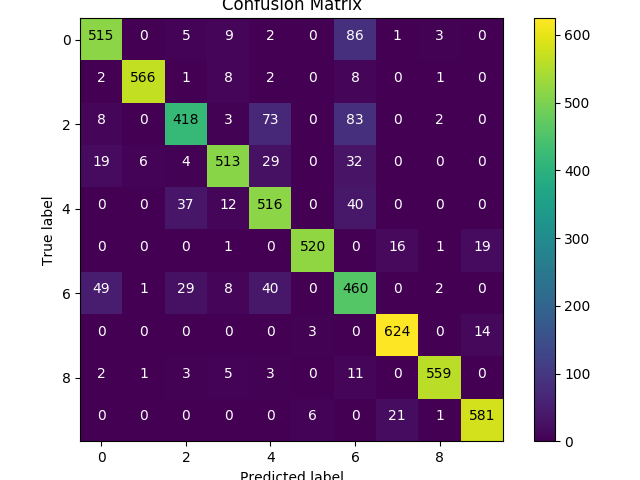 Confusion Matrix
0 515 0 5 9 2 0 86 1 3 0
2 566 1 8 2 0 8 0 1 0
2 8 0 418 3 73 0 83 0 2 0
19 6 4 513 29 0 32 0 0 0
4 0 0 37 12 516 0 40 0 0 0
0 0 0 1 0 520 0 16 1 19
6 49 1 29 8 40 0 460 0 2 0
0 0 0 0 0 3 0 624 0 14
8 2 1 3 5 3 0 11 0 559 0
0 0 0 0 0 6 0 21 1 581
0 2 4 6 8
Predicted label
True label
600
500
400
300
200
100
0